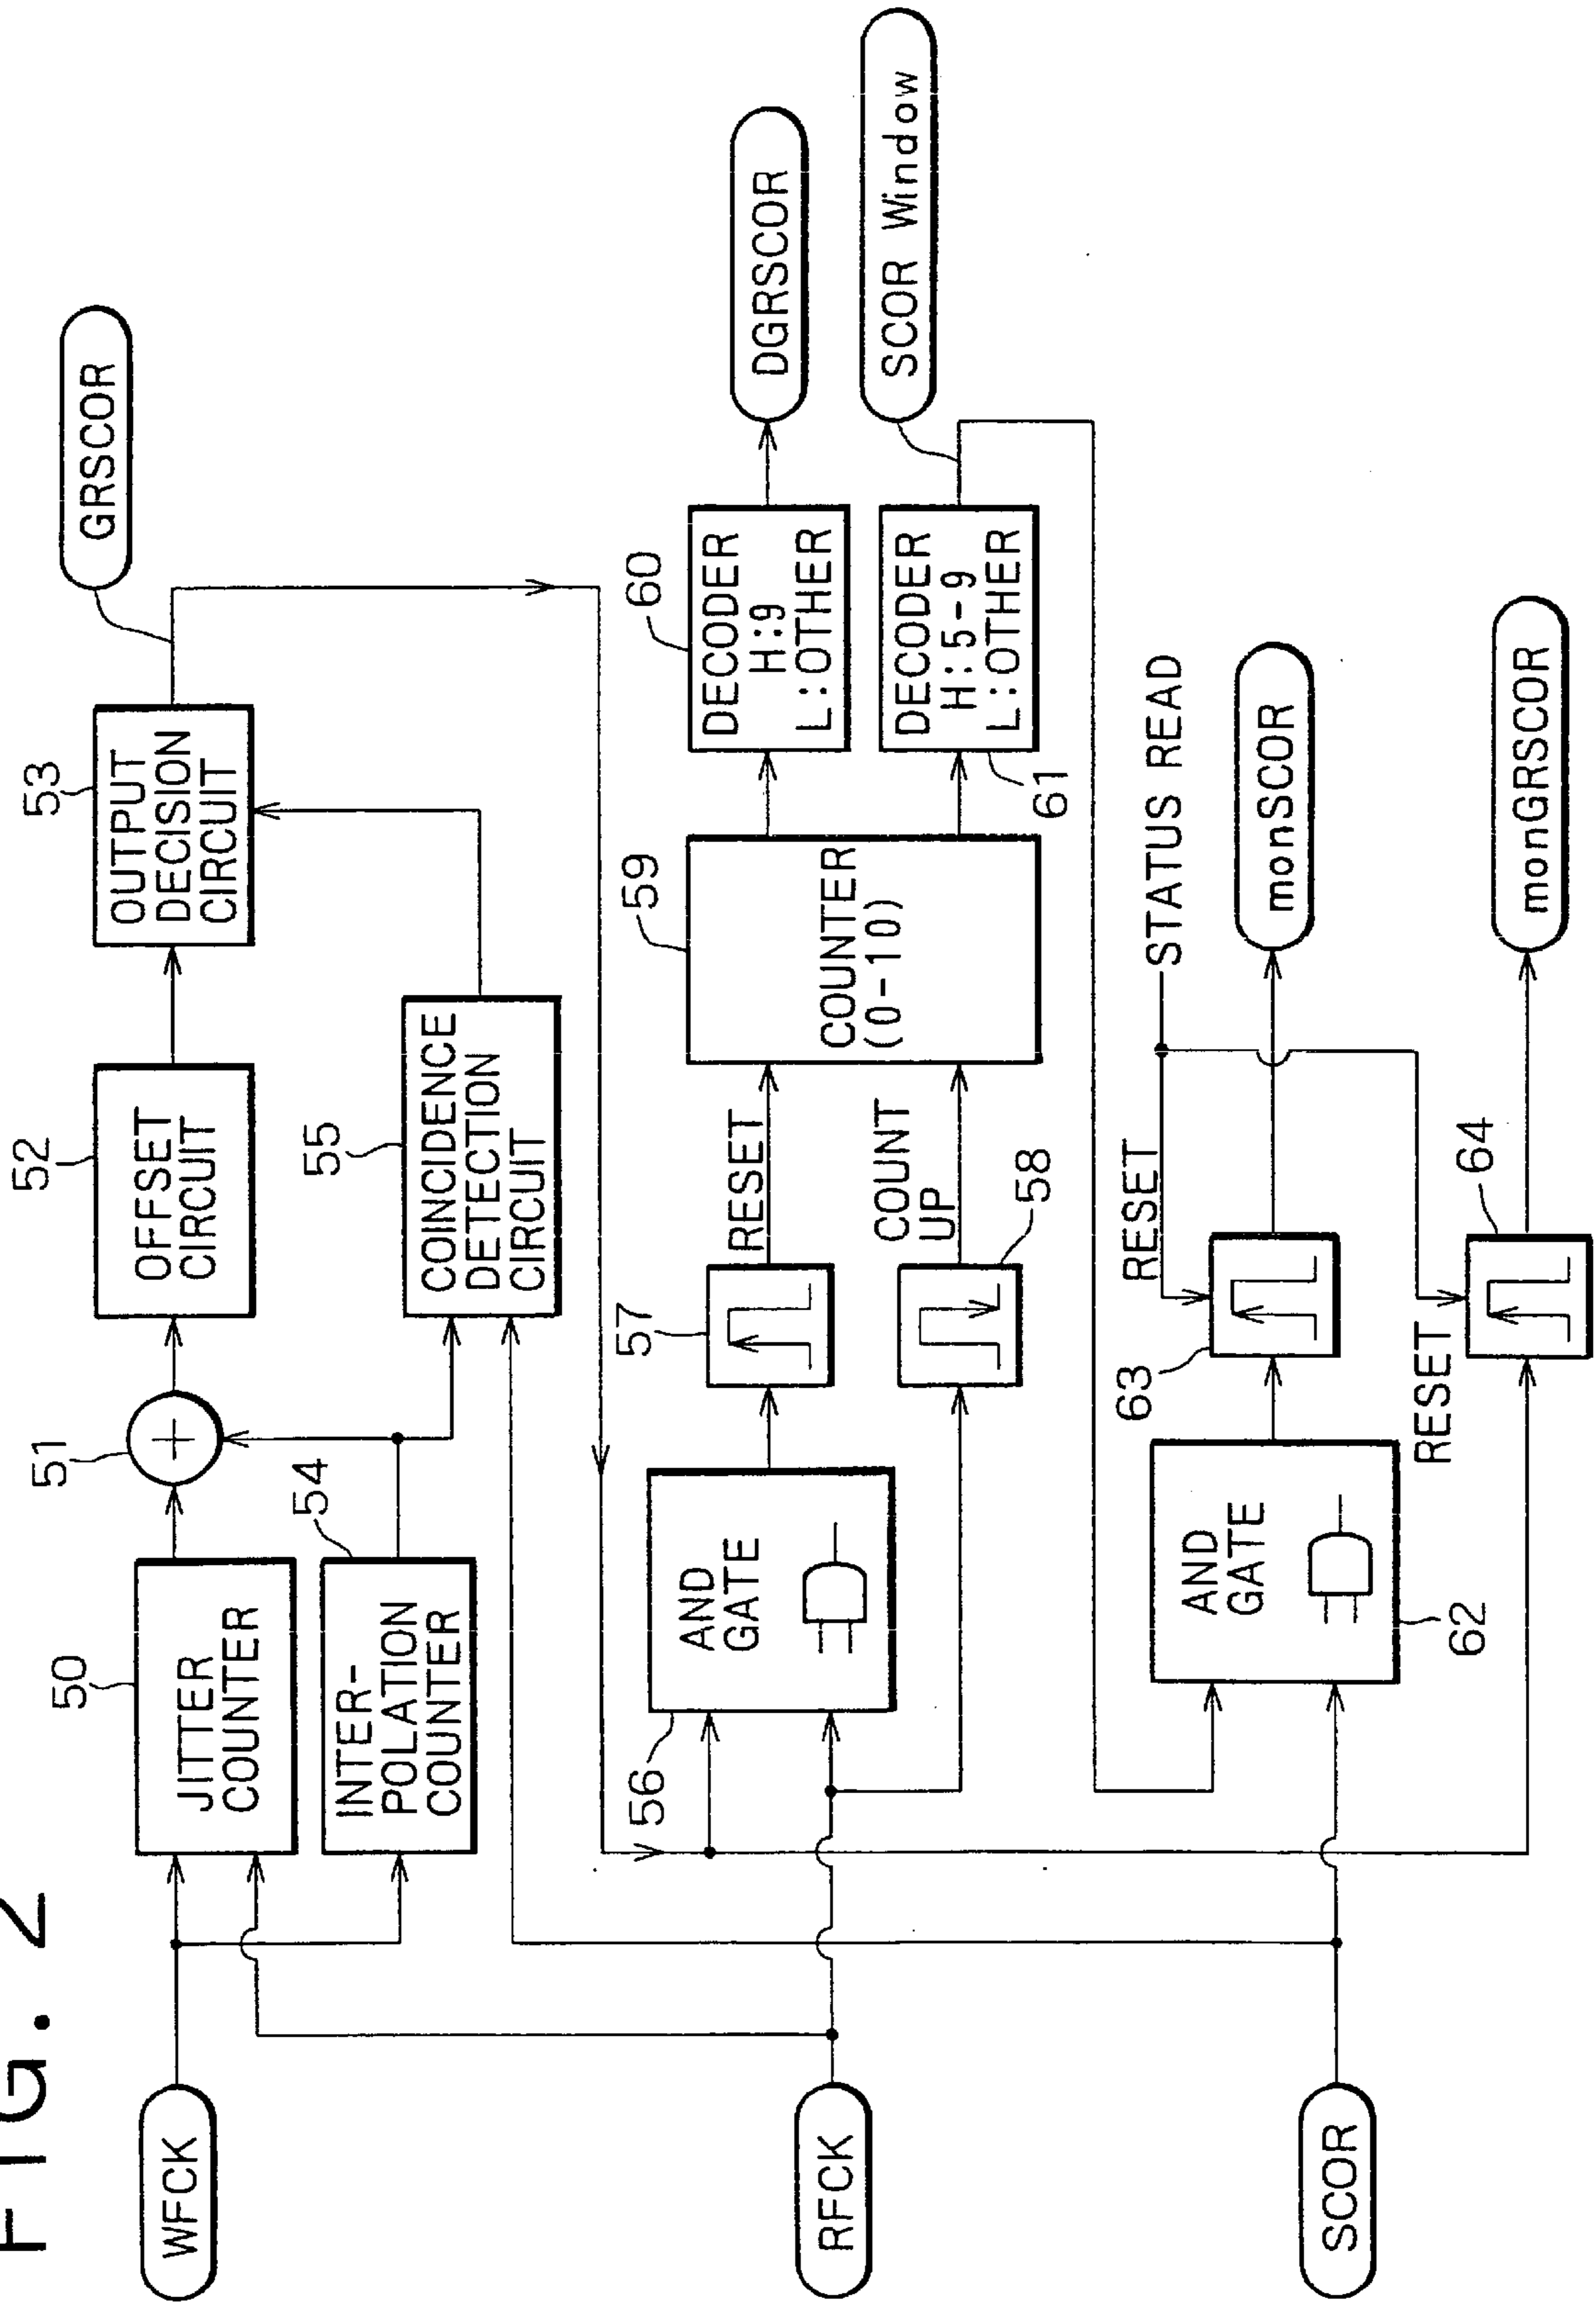 FIG. 2
WFCK
50
JITTER
COUNTER
51
52
OFFSET
CIRCUIT
53
OUTPUT
DECISION
CIRCUIT
GRSCOR
54
INTER-
POLATION
COUNTER
55
COINCIDENCE
DETECTION
CIRCUIT
RFCK
56
AND
GATE
57
RESET
COUNT
UP
58
59
COUNTER
(0-10)
60
DECODER
H:9
L:OTHER
DGRSCOR
DECODER
H:5-9
L:OTHER
61
SCOR Window
SCOR
AND
GATE
62
63
RESET
STATUS READ
monSCOR
RESET
64
monGRSCOR